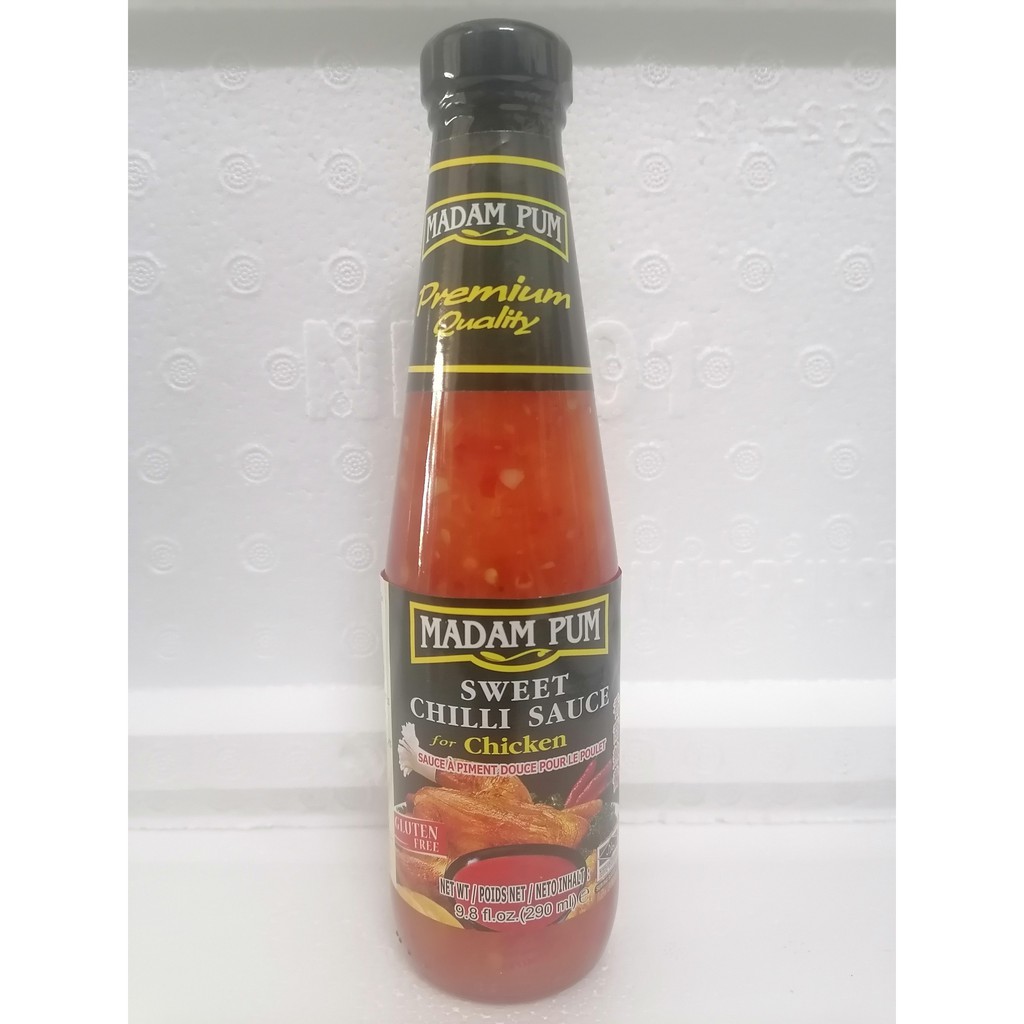 MADAM PUM
Premium
Quality
MADAM PUM
SWEET
CHILLI SAUCE
for Chicken
SAUCE À PIMENT DOUCE POUR LE POULET
GLUTEN
FREE
NET WT / POIDS NET / NETO INHALT :
9.8 fl.oz.(290 ml) ℮